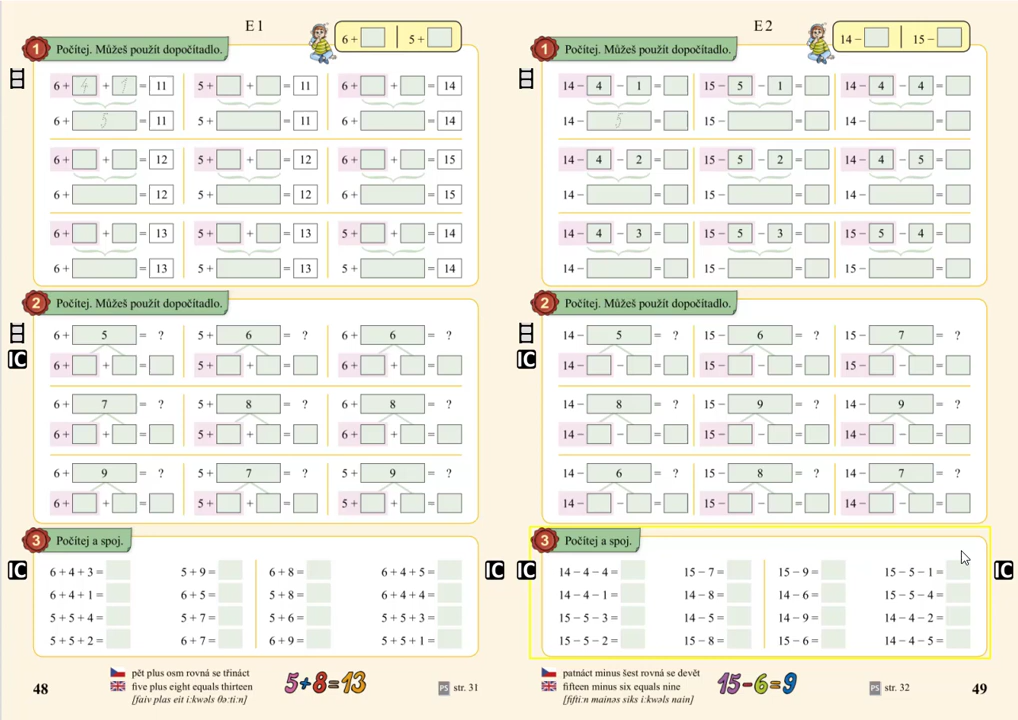 E 1
6 + | 5 +
1 Počítej. Můžeš použít dopočítadlo.
6 + 4 + 1 = 11 5 + + = 11 6 + + = 14
6 + 5 = 11 5 + = 11 6 + = 14
6 + + = 12 5 + + = 12 6 + + = 15
6 + = 12 5 + = 12 6 + = 15
6 + + = 13 5 + + = 13 5 + + = 14
6 + = 13 5 + = 13 5 + = 14
2 Počítej. Můžeš použít dopočítadlo.
6 + 5 = ? 5 + 6 = ? 6 + 6 = ?
6 + + = 5 + + = 6 + + =
6 + 7 = ? 5 + 8 = ? 6 + 8 = ?
6 + + = 5 + + = 6 + + =
6 + 9 = ? 5 + 7 = ? 5 + 9 = ?
6 + + = 5 + + = 5 + + =
3 Počítej a spoj.
IC
6 + 4 + 3 = 5 + 9 = 6 + 8 = 6 + 4 + 5 =
6 + 4 + 1 = 6 + 5 = 5 + 8 = 6 + 4 + 4 =
5 + 5 + 4 = 5 + 7 = 5 + 6 = 5 + 5 + 3 =
5 + 5 + 2 = 6 + 7 = 6 + 9 = 5 + 5 + 1 =
pět plus osm rovná se třináct
five plus eight equals thirteen
[faiv plas eit i:kwəls θə:ti:n]
5+8=13
PS str. 31
48
E 2
14 − | 15 −
1 Počítej. Můžeš použít dopočítadlo.
14 − 4 − 1 = 15 − 5 − 1 = 14 − 4 − 4 =
14 − 5 = 15 − = 14 − =
14 − 4 − 2 = 15 − 5 − 2 = 14 − 4 − 5 =
14 − = 15 − = 14 − =
14 − 4 − 3 = 15 − 5 − 3 = 15 − 5 − 4 =
14 − = 15 − = 15 − =
2 Počítej. Můžeš použít dopočítadlo.
IC
14 − 5 = ? 15 − 6 = ? 15 − 7 = ?
14 − − = 15 − − = 15 − − =
14 − 8 = ? 15 − 9 = ? 14 − 9 = ?
14 − − = 15 − − = 14 − − =
14 − 6 = ? 15 − 8 = ? 14 − 7 = ?
14 − − = 15 − − = 14 − − =
3 Počítej a spoj.
IC
14 − 4 − 4 = 15 − 7 = 15 − 9 = 15 − 5 − 1 =
14 − 4 − 1 = 14 − 8 = 14 − 6 = 15 − 5 − 4 =
15 − 5 − 3 = 14 − 5 = 14 − 9 = 14 − 4 − 2 =
15 − 5 − 2 = 15 − 8 = 15 − 6 = 14 − 4 − 5 =
patnáct minus šest rovná se devět
fifteen minus six equals nine
[fifti:n mainəs siks i:kwəls nain]
15-6=9
PS str. 32
49